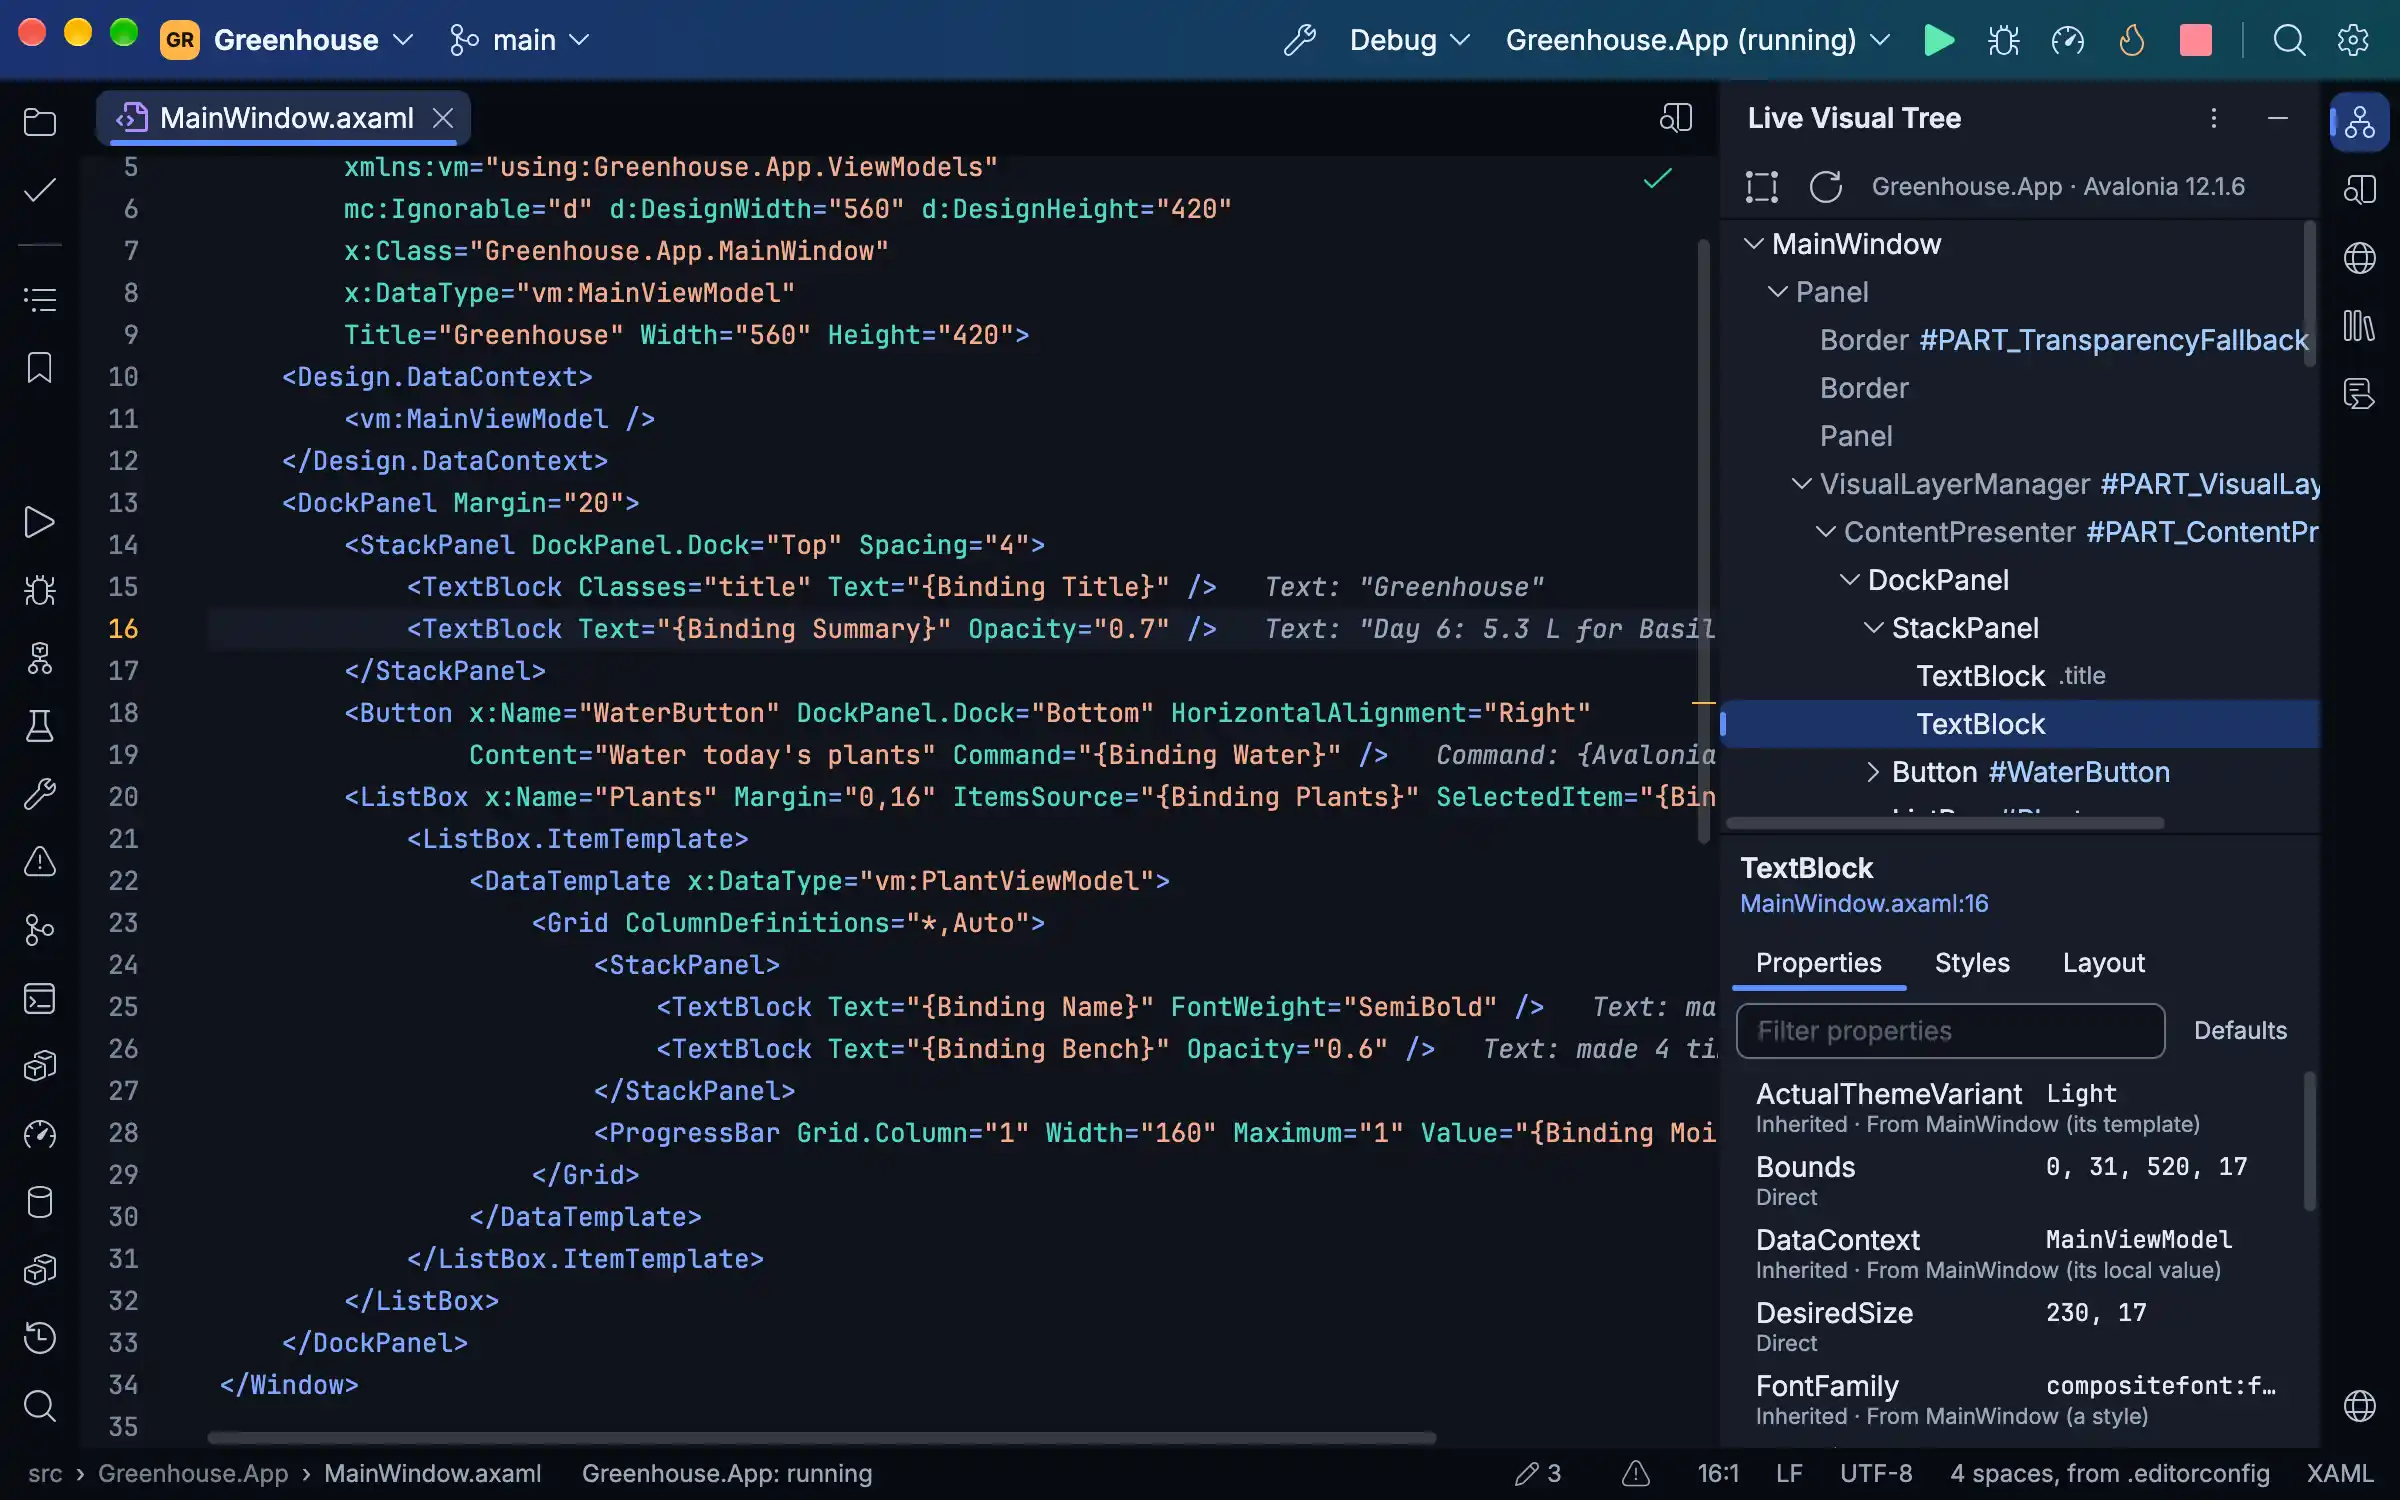 GR Greenhouse main Debug Greenhouse.App (running)
MainWindow.axaml
5 xmlns:vm="using:Greenhouse.App.ViewModels"
6 mc:Ignorable="d" d:DesignWidth="560" d:DesignHeight="420"
7 x:Class="Greenhouse.App.MainWindow"
8 x:DataType="vm:MainViewModel"
9 Title="Greenhouse" Width="560" Height="420">
10 <Design.DataContext>
11 <vm:MainViewModel />
12 </Design.DataContext>
13 <DockPanel Margin="20">
14 <StackPanel DockPanel.Dock="Top" Spacing="4">
15 <TextBlock Classes="title" Text="{Binding Title}" /> Text: "Greenhouse"
16 <TextBlock Text="{Binding Summary}" Opacity="0.7" /> Text: "Day 6: 5.3 L for Basil
17 </StackPanel>
18 <Button x:Name="WaterButton" DockPanel.Dock="Bottom" HorizontalAlignment="Right"
19 Content="Water today's plants" Command="{Binding Water}" /> Command: {Avalonia
20 <ListBox x:Name="Plants" Margin="0,16" ItemsSource="{Binding Plants}" SelectedItem="{Bin
21 <ListBox.ItemTemplate>
22 <DataTemplate x:DataType="vm:PlantViewModel">
23 <Grid ColumnDefinitions="*,Auto">
24 <StackPanel>
25 <TextBlock Text="{Binding Name}" FontWeight="SemiBold" /> Text: ma
26 <TextBlock Text="{Binding Bench}" Opacity="0.6" /> Text: made 4 ti
27 </StackPanel>
28 <ProgressBar Grid.Column="1" Width="160" Maximum="1" Value="{Binding Moi
29 </Grid>
30 </DataTemplate>
31 </ListBox.ItemTemplate>
32 </ListBox>
33 </DockPanel>
34 </Window>
35
Live Visual Tree
Greenhouse.App · Avalonia 12.1.6
MainWindow
Panel
Border #PART_TransparencyFallback
Border
Panel
VisualLayerManager #PART_VisualLay
ContentPresenter #PART_ContentPr
DockPanel
StackPanel
TextBlock .title
TextBlock
Button #WaterButton
TextBlock
MainWindow.axaml:16
Properties Styles Layout
Filter properties Defaults
ActualThemeVariant Light
Inherited · From MainWindow (its template)
Bounds 0, 31, 520, 17
Direct
DataContext MainViewModel
Inherited · From MainWindow (its local value)
DesiredSize 230, 17
Direct
FontFamily compositefont:f…
Inherited · From MainWindow (a style)
src › Greenhouse.App › MainWindow.axaml Greenhouse.App: running 3 16:1 LF UTF-8 4 spaces, from .editorconfig XAML